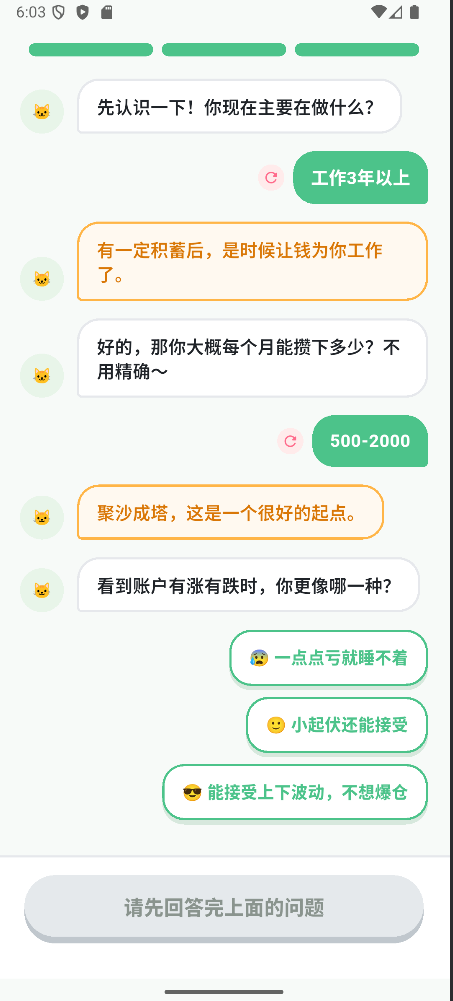 6:03
先认识一下！你现在主要在做什么？
工作3年以上
有一定积蓄后，是时候让钱为你工作
了。
好的，那你大概每个月能攒下多少？不
用精确～
500-2000
聚沙成塔，这是一个很好的起点。
看到账户有涨有跌时，你更像哪一种？
😰 一点点亏就睡不着
🙂 小起伏还能接受
😎 能接受上下波动，不想爆仓
请先回答完上面的问题